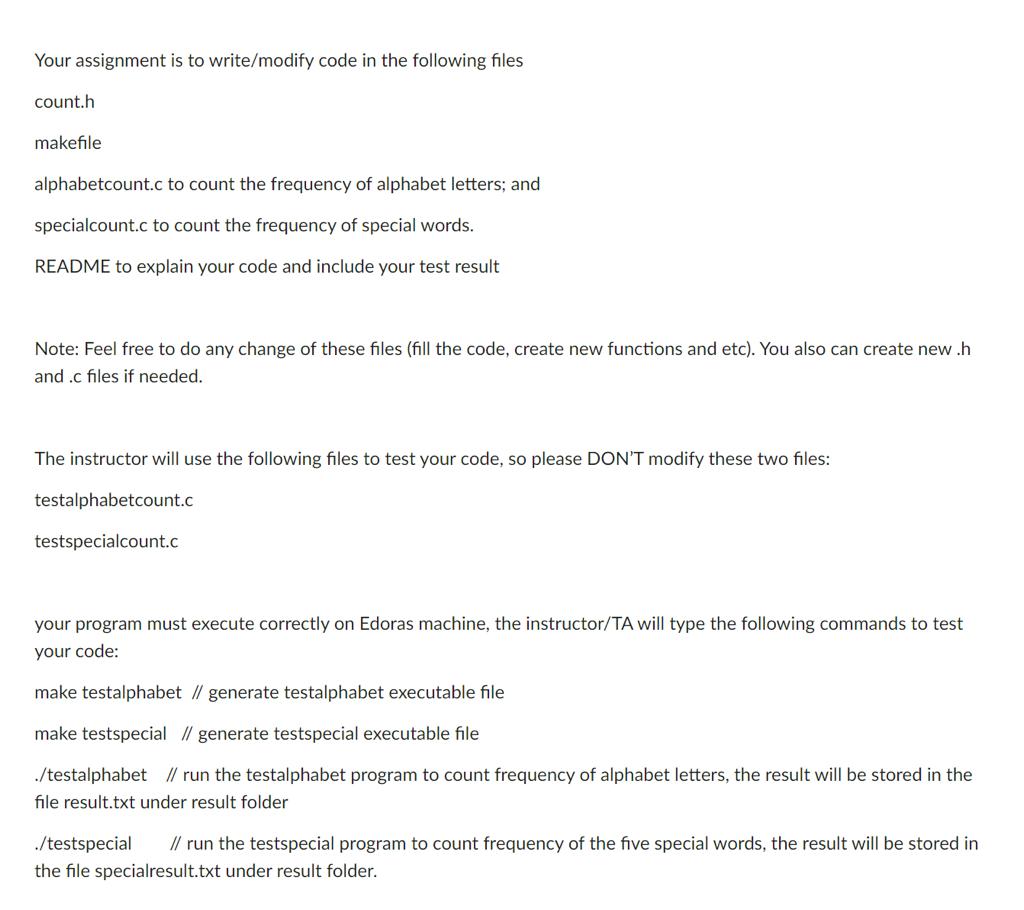 Your assignment is to write/modify code in the following files
count.h
makefile
alphabetcount.c to count the frequency of alphabet letters; and
specialcount.c to count the frequency of special words.
README to explain your code and include your test result
Note: Feel free to do any change of these files (fill the code, create new functions and etc). You also can create new .h
and .c files if needed.
The instructor will use the following files to test your code, so please DON'T modify these two files:
testalphabetcount.c
testspecialcount.c
your program must execute correctly on Edoras machine, the instructor/TA will type the following commands to test
your code:
make testalphabet // generate testalphabet executable file
make testspecial // generate testspecial executable file
./testalphabet // run the testalphabet program to count frequency of alphabet letters, the result will be stored in the
file result.txt under result folder
./testspecial // run the testspecial program to count frequency of the five special words, the result will be stored in
the file specialresult.txt under result folder.